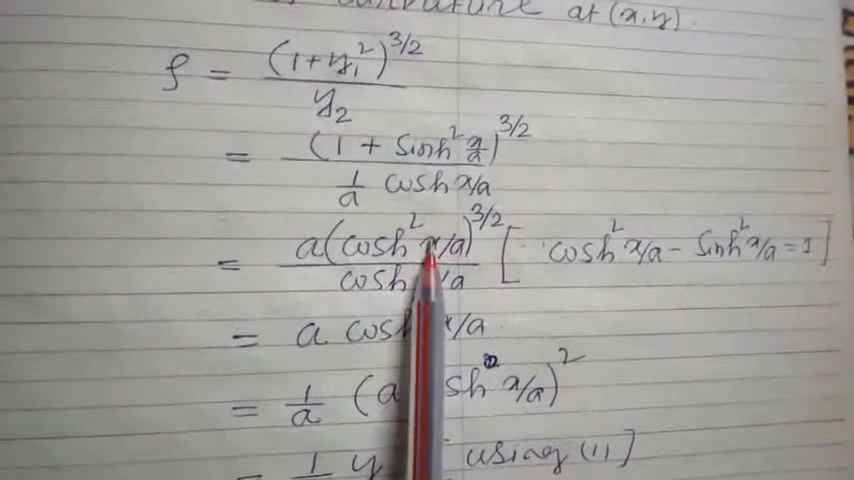 at (x,y).
ρ = (1+y₁²)^3/2 / y₂
= (1 + sinh² x/a)^3/2 / 1/a cosh x/a
= a(cosh² x/a)^3/2 / cosh x/a [∵ cosh² x/a - sinh² x/a = 1]
= a cosh x/a
= 1/a (a sh x/a)²
= 1 y using (1)]